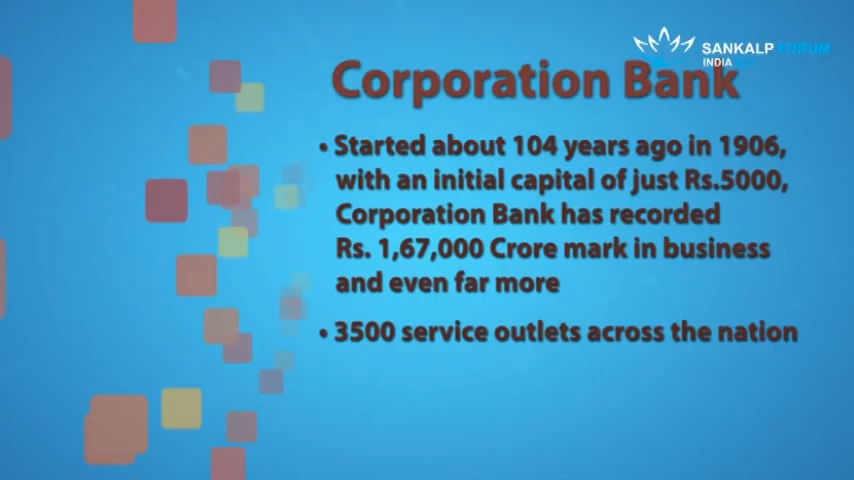 SANKALP FORUM
INDIA
Corporation Bank
• Started about 104 years ago in 1906,
with an initial capital of just Rs.5000,
Corporation Bank has recorded
Rs. 1,67,000 Crore mark in business
and even far more
• 3500 service outlets across the nation